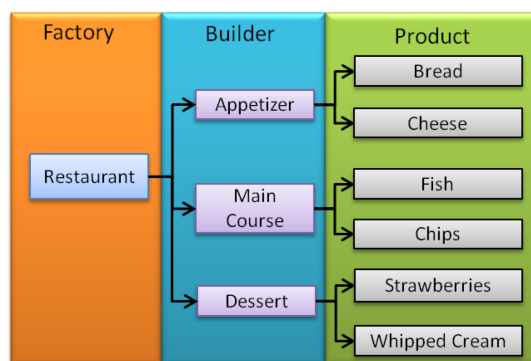 Factory
Builder
Product
Restaurant
Appetizer
Main
Course
Dessert
Bread
Cheese
Fish
Chips
Strawberries
Whipped Cream